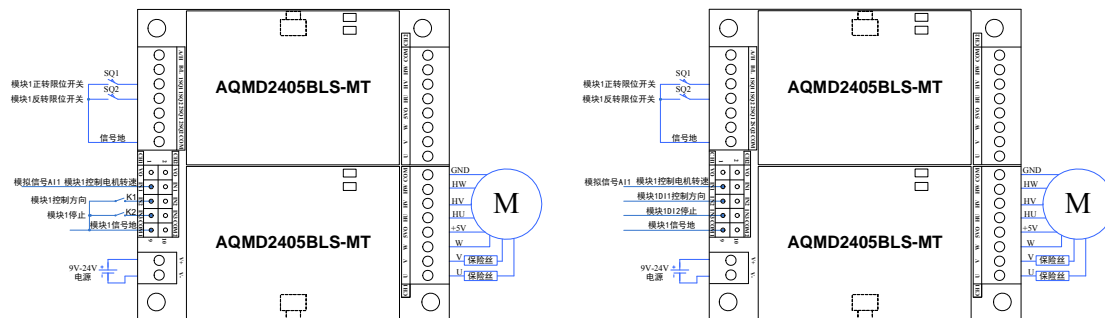 AQMD2405BLS-MT
SQ1
模块1正转限位开关
SQ2
模块1反转限位开关
信号地
模拟信号AI1 模块1控制电机转速
模块1控制方向
K1
模块1停止
K2
模块1信号地
9V-24V
电源
V+
V-
AQMD2405BLS-MT
GND
HW
HV
HU
+5V
W
V
保险丝
U
保险丝
M
AQMD2405BLS-MT
SQ1
模块1正转限位开关
SQ2
模块1反转限位开关
信号地
模拟信号AI1 模块1控制电机转速
模块1DI1控制方向
模块1DI2停止
模块1信号地
9V-24V
电源
V+
V-
AQMD2405BLS-MT
GND
HW
HV
HU
+5V
W
V
保险丝
U
保险丝
M